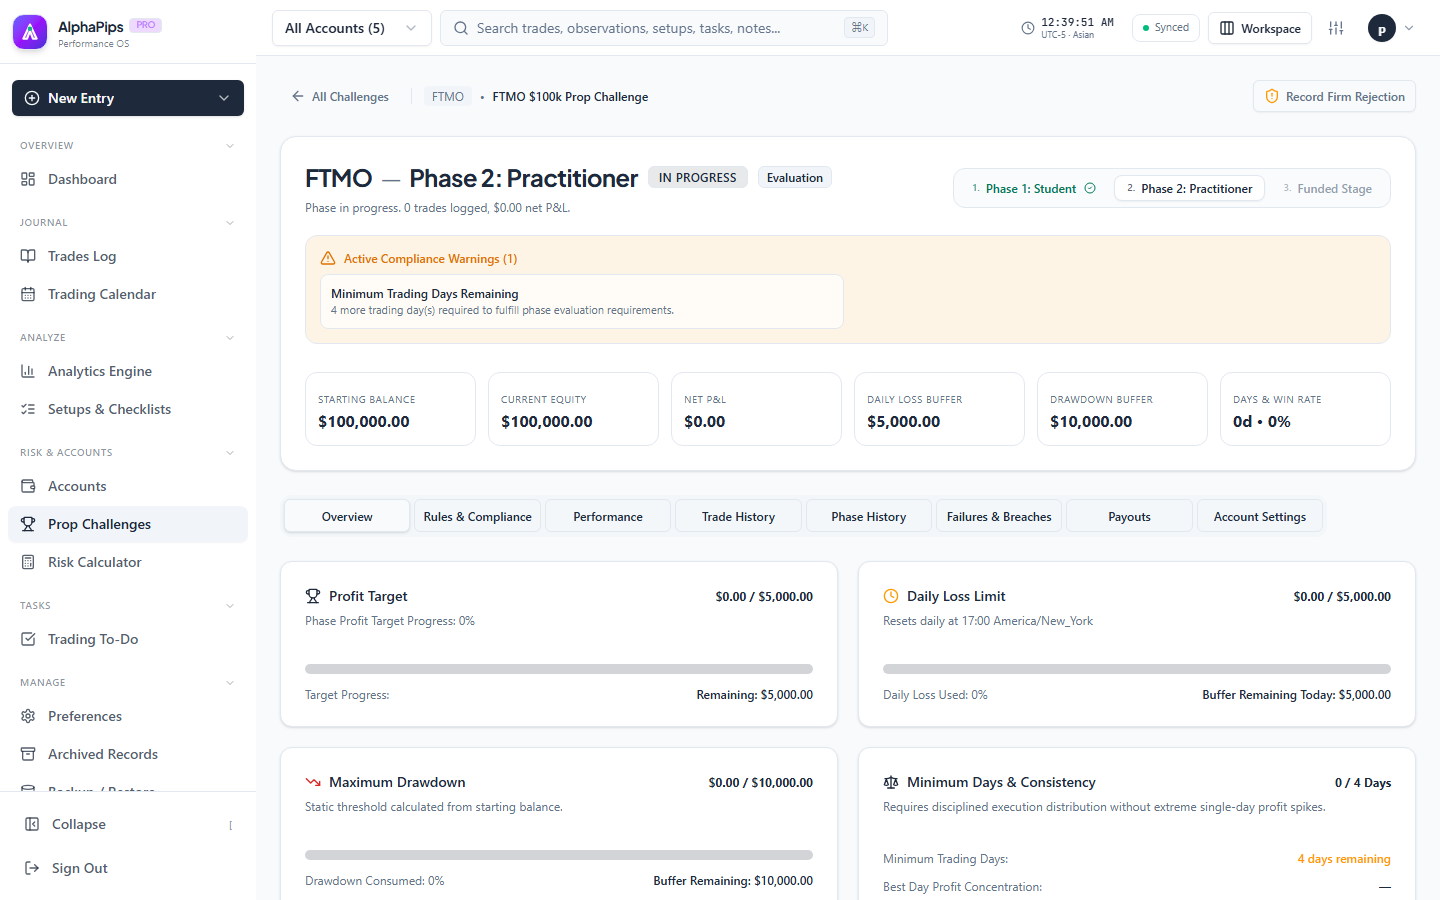 AlphaPips PRO
Performance OS
All Accounts (5)
Search trades, observations, setups, tasks, notes...
⌘K
12:39:51 AM
UTC-5 · Asian
Synced
Workspace
p
New Entry
OVERVIEW
Dashboard
JOURNAL
Trades Log
Trading Calendar
ANALYZE
Analytics Engine
Setups & Checklists
RISK & ACCOUNTS
Accounts
Prop Challenges
Risk Calculator
TASKS
Trading To-Do
MANAGE
Preferences
Archived Records
Backup / Restore
Collapse [
Sign Out
All Challenges
FTMO • FTMO $100k Prop Challenge
Record Firm Rejection
FTMO — Phase 2: Practitioner IN PROGRESS Evaluation
Phase in progress. 0 trades logged, $0.00 net P&L.
1. Phase 1: Student
2. Phase 2: Practitioner
3. Funded Stage
Active Compliance Warnings (1)
Minimum Trading Days Remaining
4 more trading day(s) required to fulfill phase evaluation requirements.
STARTING BALANCE
$100,000.00
CURRENT EQUITY
$100,000.00
NET P&L
$0.00
DAILY LOSS BUFFER
$5,000.00
DRAWDOWN BUFFER
$10,000.00
DAYS & WIN RATE
0d • 0%
Overview
Rules & Compliance
Performance
Trade History
Phase History
Failures & Breaches
Payouts
Account Settings
Profit Target $0.00 / $5,000.00
Phase Profit Target Progress: 0%
Target Progress: Remaining: $5,000.00
Daily Loss Limit $0.00 / $5,000.00
Resets daily at 17:00 America/New_York
Daily Loss Used: 0% Buffer Remaining Today: $5,000.00
Maximum Drawdown $0.00 / $10,000.00
Static threshold calculated from starting balance.
Drawdown Consumed: 0% Buffer Remaining: $10,000.00
Minimum Days & Consistency 0 / 4 Days
Requires disciplined execution distribution without extreme single-day profit spikes.
Minimum Trading Days: 4 days remaining
Best Day Profit Concentration: —